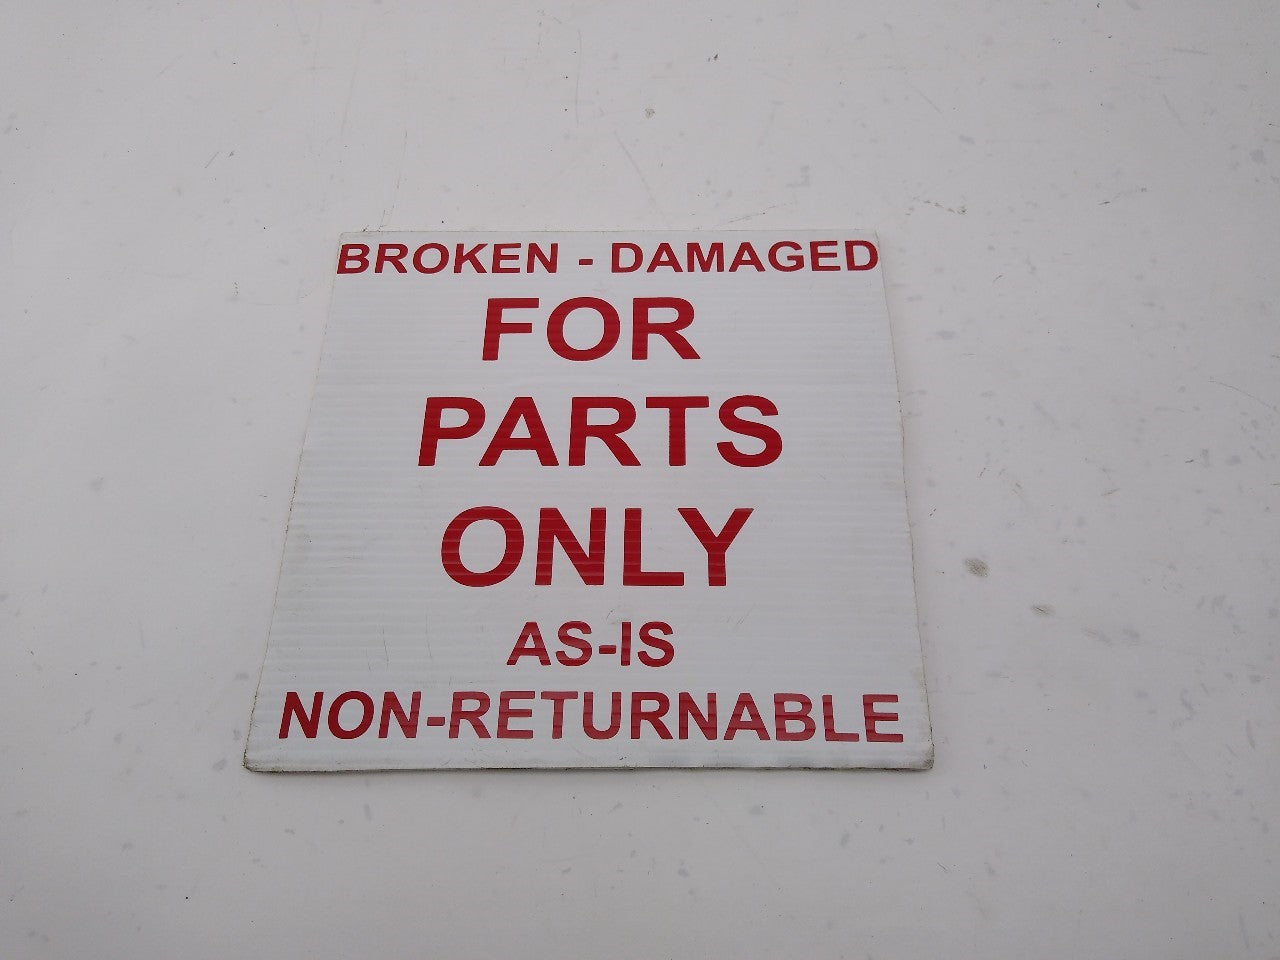 BROKEN - DAMAGED
FOR
PARTS
ONLY
AS-IS
NON-RETURNABLE